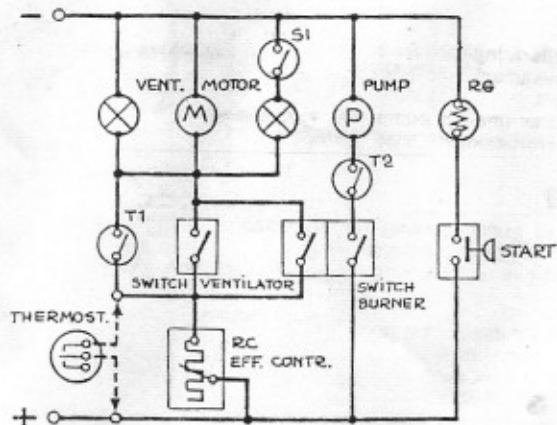 −
S1
VENT. MOTOR PUMP RG
M P
T2
T1
START
SWITCH VENTILATOR SWITCH
BURNER
THERMOST.
RC
EFF. CONTR.
+